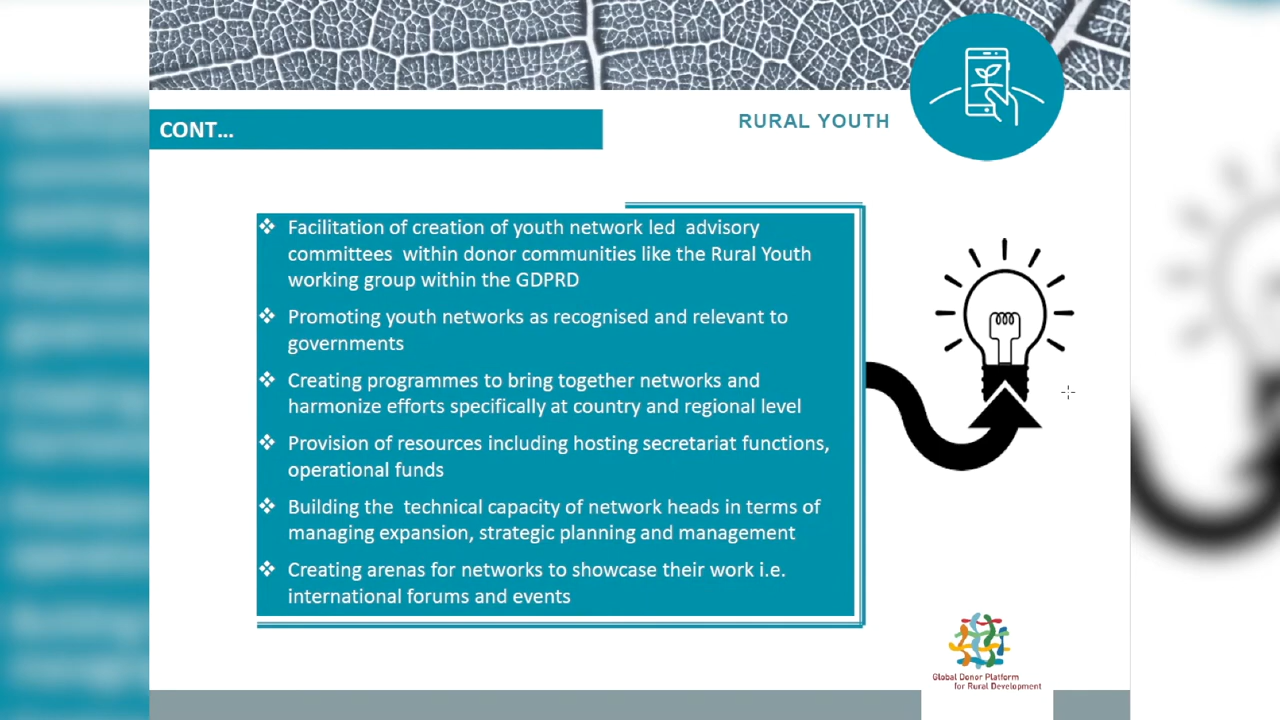 CONT...
RURAL YOUTH
❖ Facilitation of creation of youth network led advisory
committees within donor communities like the Rural Youth
working group within the GDPRD
❖ Promoting youth networks as recognised and relevant to
governments
❖ Creating programmes to bring together networks and
harmonize efforts specifically at country and regional level
❖ Provision of resources including hosting secretariat functions,
operational funds
❖ Building the technical capacity of network heads in terms of
managing expansion, strategic planning and management
❖ Creating arenas for networks to showcase their work i.e.
international forums and events
Global Donor Platform
for Rural Development